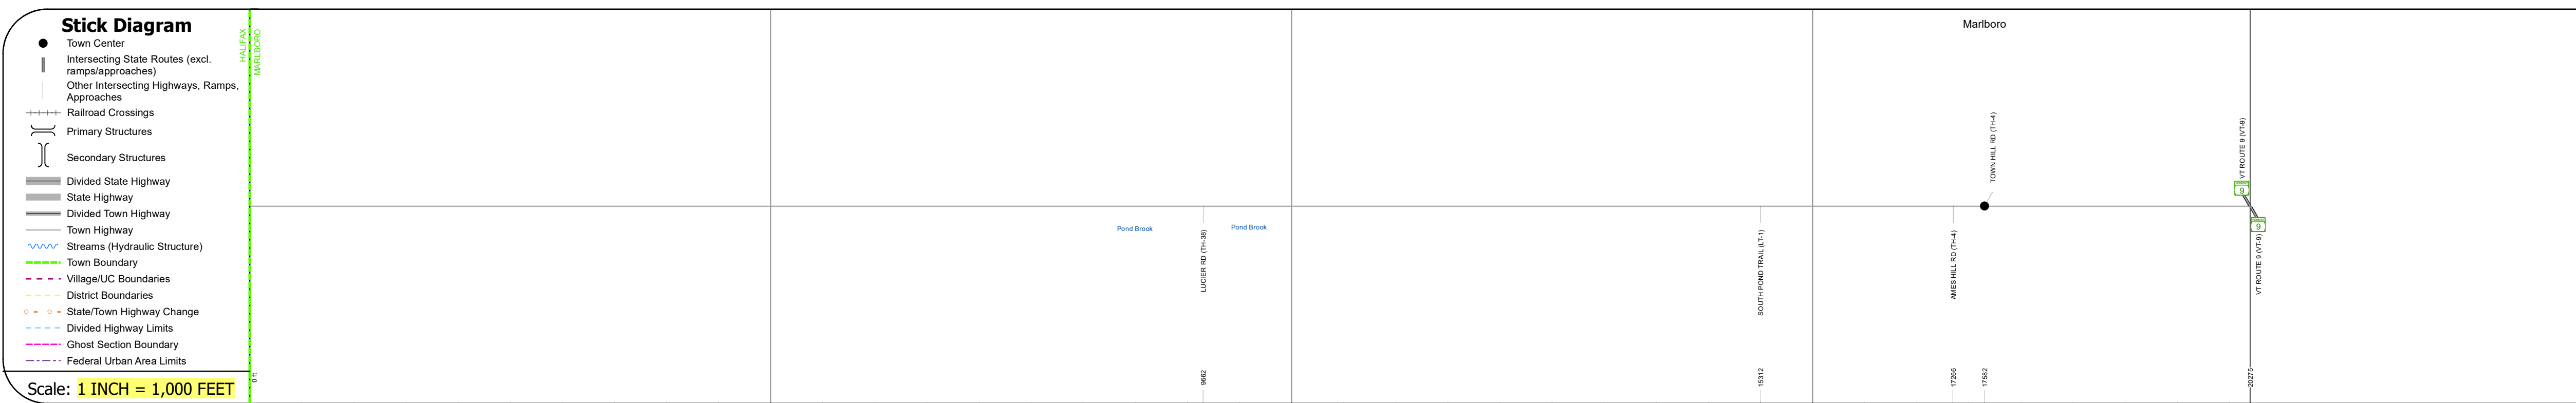 Stick Diagram
Town Center
Intersecting State Routes (excl.
ramps/approaches)
Other Intersecting Highways, Ramps,
Approaches
Railroad Crossings
Primary Structures
Secondary Structures
Divided State Highway
State Highway
Divided Town Highway
Town Highway
Streams (Hydraulic Structure)
Town Boundary
Village/UC Boundaries
District Boundaries
State/Town Highway Change
Divided Highway Limits
Ghost Section Boundary
Federal Urban Area Limits
Scale: 1 INCH = 1,000 FEET
HALIFAX
MARLBORO
0 ft
Pond Brook
LUCIER RD (TH-38)
9662
Pond Brook
SOUTH POND TRAIL (LT-1)
15312
AMES HILL RD (TH-4)
17266
Marlboro
TOWN HILL RD (TH-4)
17582
VT ROUTE 9 (VT-9)
9
9
VT ROUTE 9 (VT-9)
20275